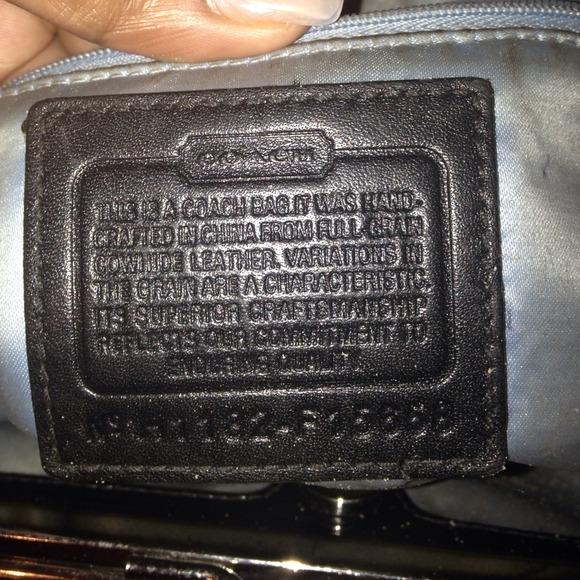 COACH
THIS IS A COACH BAG. IT WAS HAND-
CRAFTED IN CHINA FROM FULL-GRAIN
COWHIDE LEATHER. VARIATIONS IN
THE GRAIN ARE A CHARACTERISTIC.
ITS SUPERIOR CRAFTSMANSHIP
REFLECTS OUR COMMITMENT TO
ENDURING QUALITY.